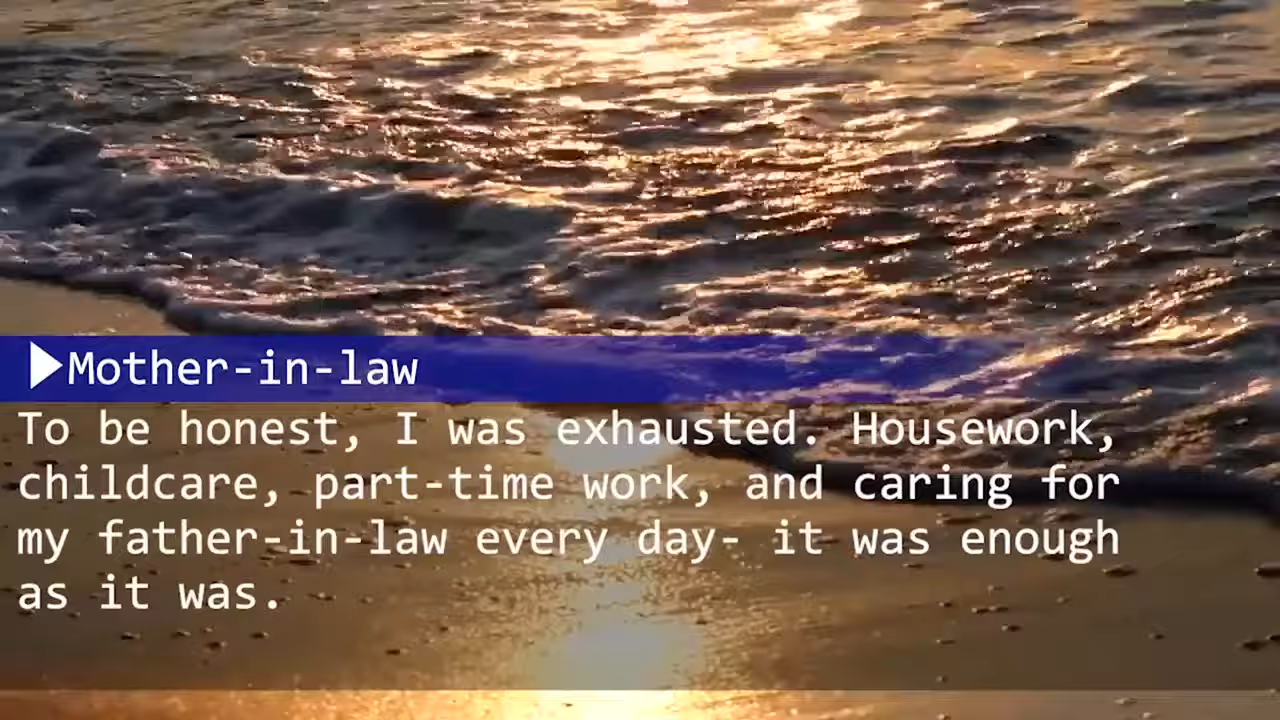 ▶Mother-in-law
To be honest, I was exhausted. Housework,
childcare, part-time work, and caring for
my father-in-law every day- it was enough
as it was.